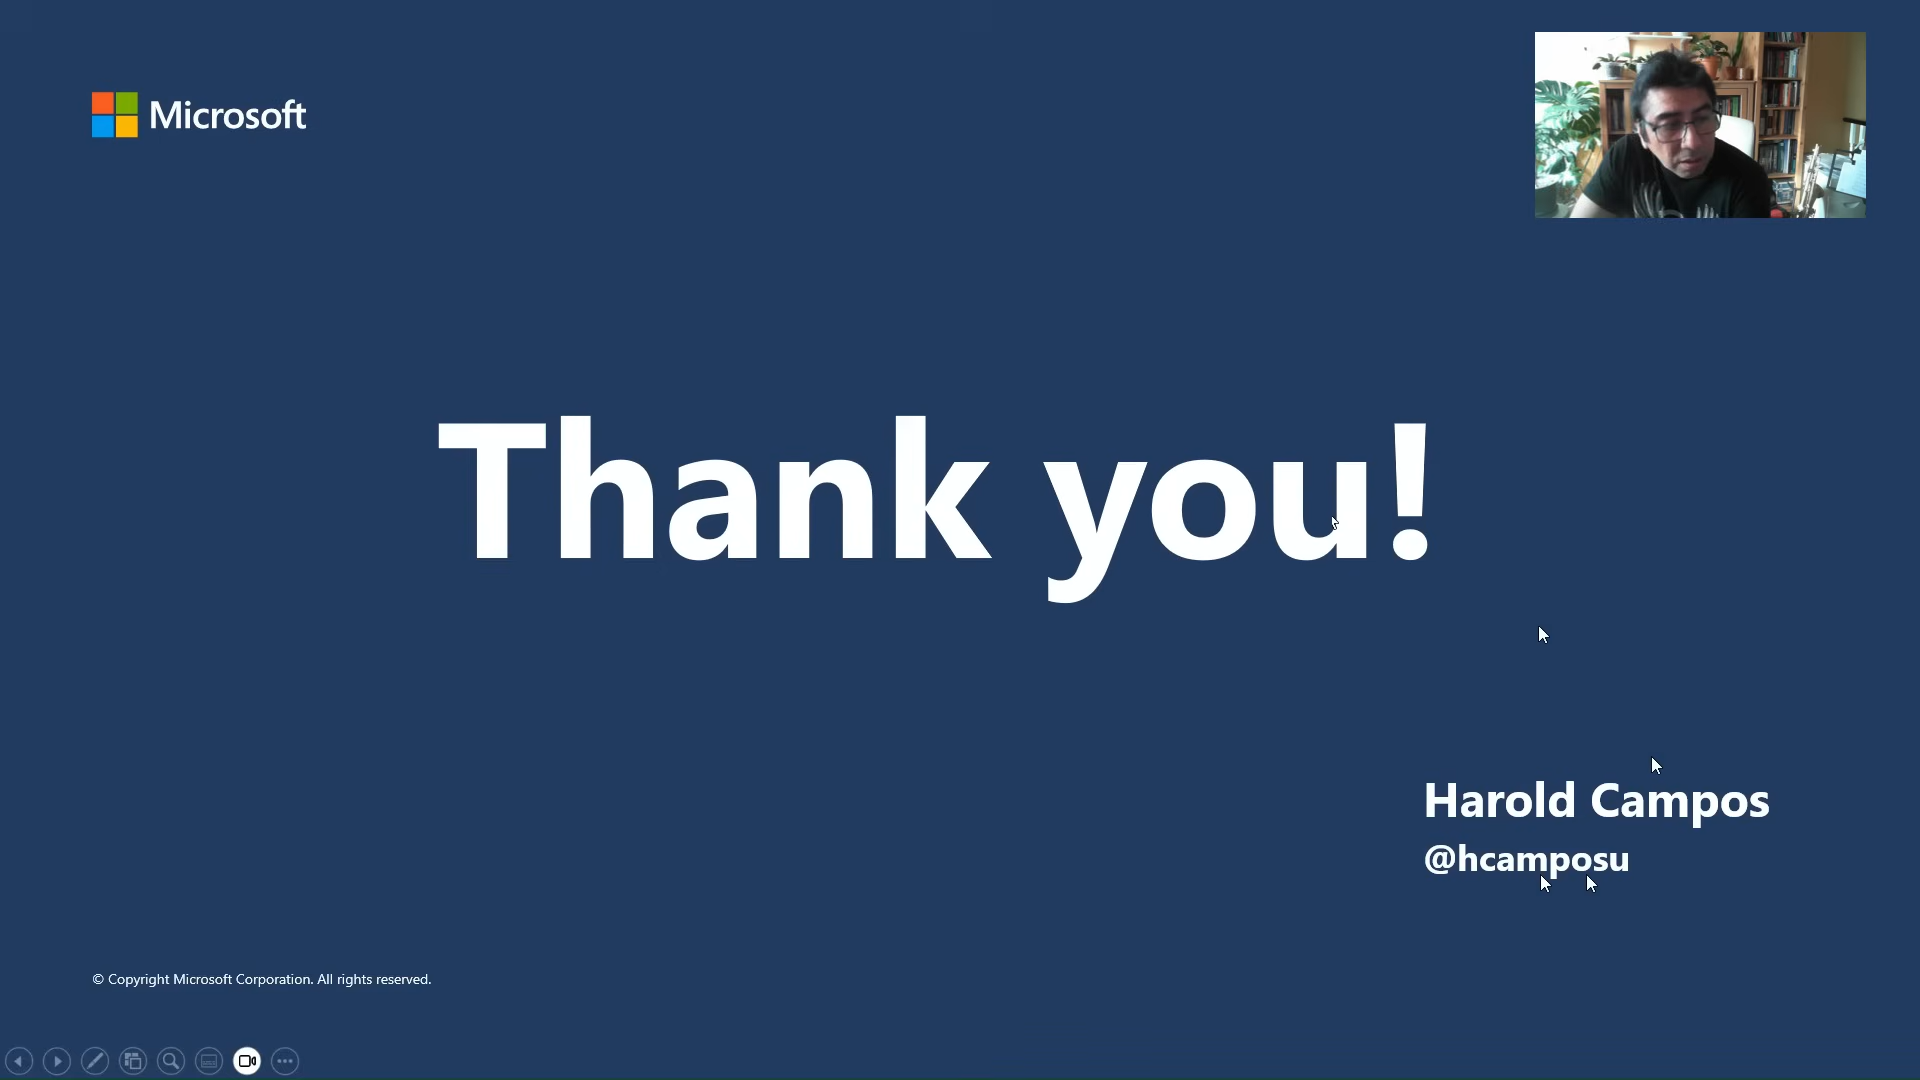 Microsoft
Thank you!
Harold Campos
@hcamposu
© Copyright Microsoft Corporation. All rights reserved.